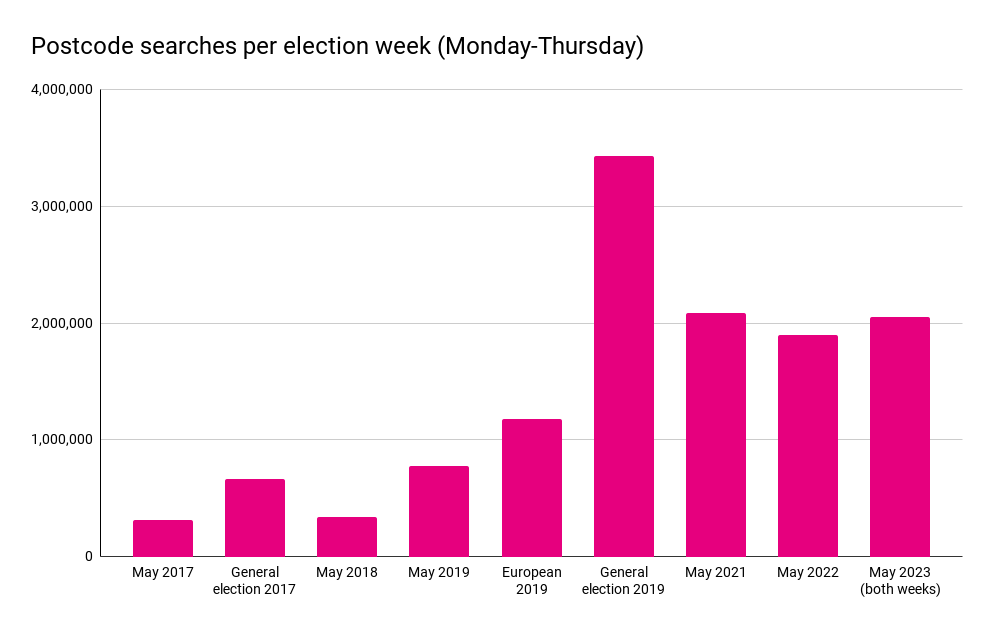 Postcode searches per election week (Monday-Thursday)
4,000,000
3,000,000
2,000,000
1,000,000
0
May 2017
General
election 2017
May 2018
May 2019
European
2019
General
election 2019
May 2021
May 2022
May 2023
(both weeks)